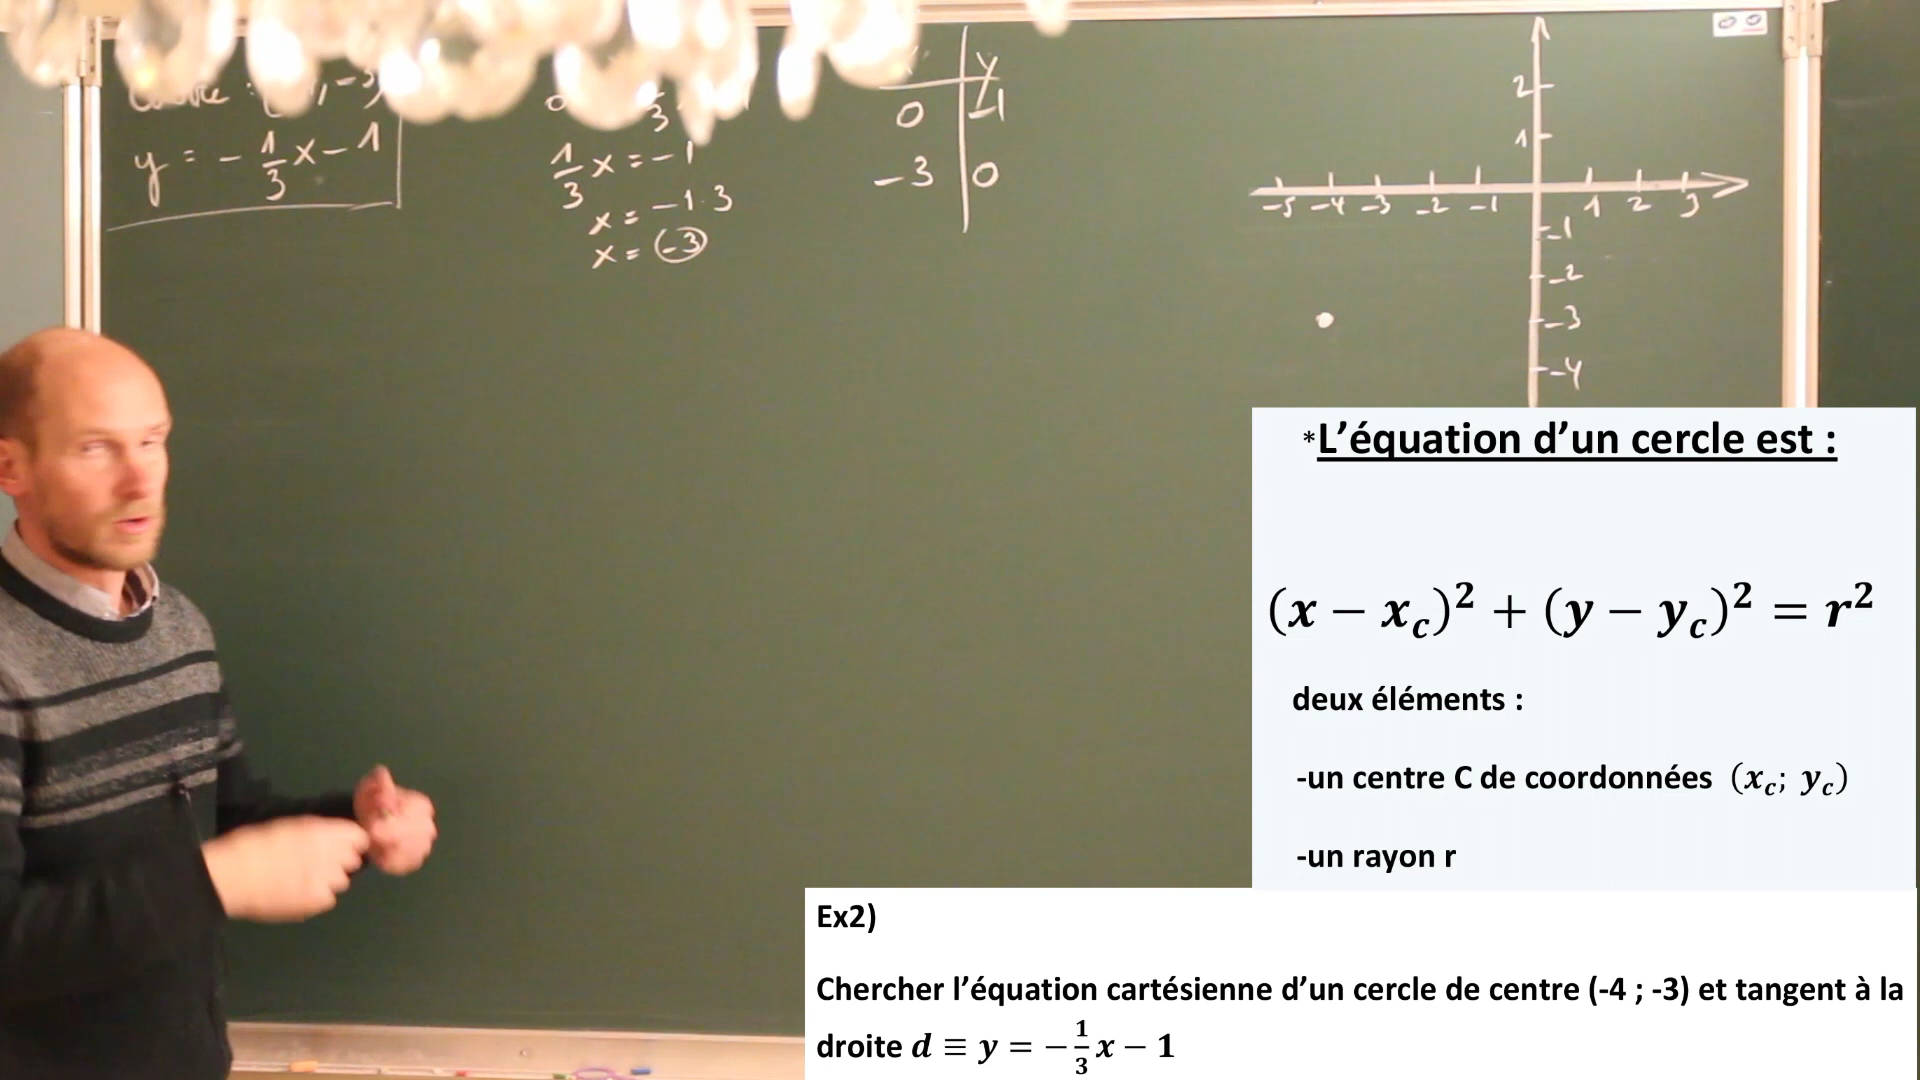 y = - 1/3 x - 1
1/3 x = - 1
x = - 1 . 3
x = - 3
y
0 -1
-3 0
2
1
-5 -4 -3 -2 -1 1 2 3
-1
-2
-3
-4
*L’équation d’un cercle est :
(x − x_c)² + (y − y_c)² = r²
deux éléments :
-un centre C de coordonnées (x_c; y_c)
-un rayon r
Ex2)
Chercher l’équation cartésienne d’un cercle de centre (-4 ; -3) et tangent à la
droite d ≡ y = − 1/3 x − 1